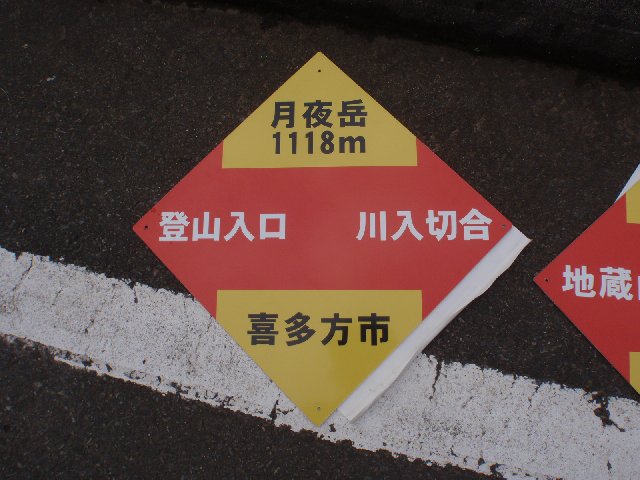 月夜岳
1118m
登山入口 川入切合
喜多方市
地蔵